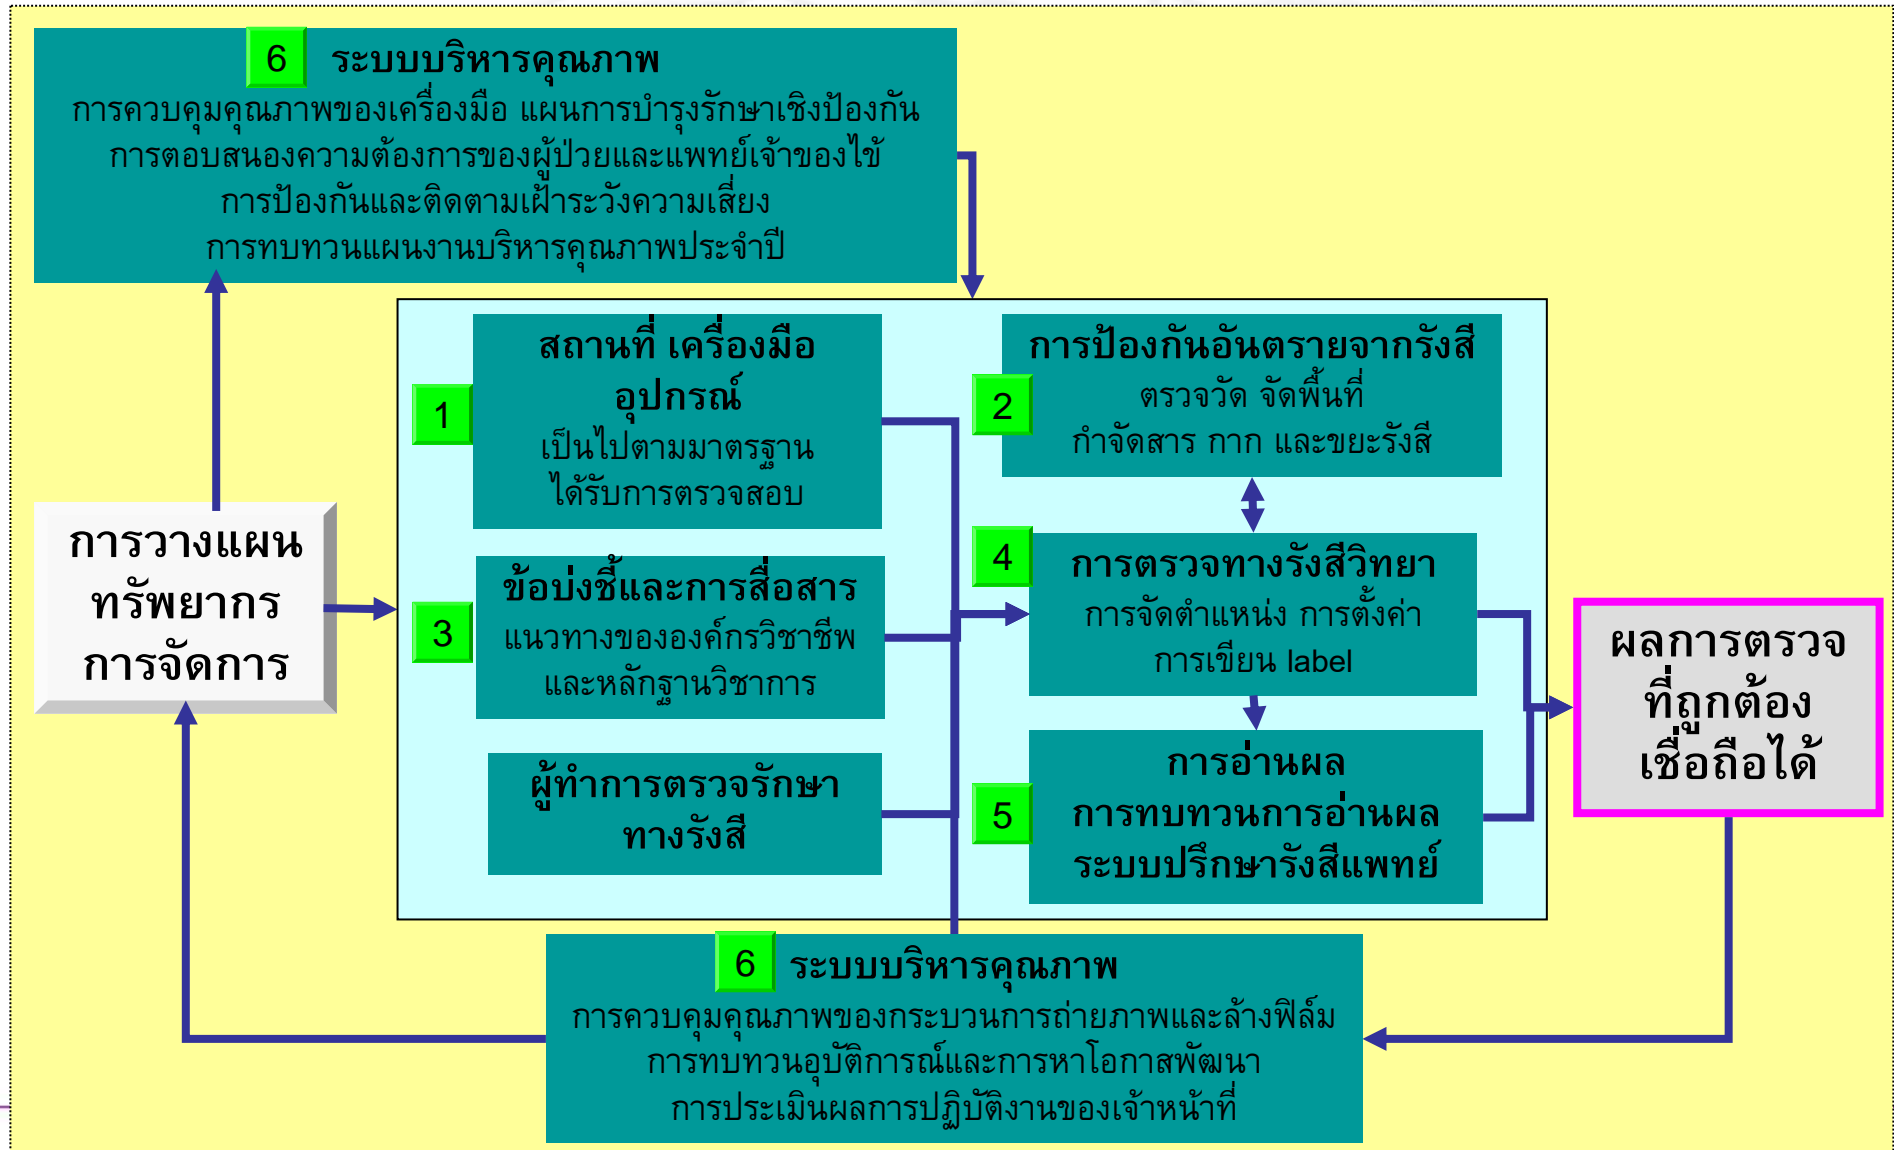 6 ระบบบริหารคุณภาพ
การควบคุมคุณภาพของเครื่องมือ แผนการบำรุงรักษาเชิงป้องกัน
การตอบสนองความต้องการของผู้ป่วยและแพทย์เจ้าของไข้
การป้องกันและติดตามเฝ้าระวังความเสี่ยง
การทบทวนแผนงานบริหารคุณภาพประจำปี
การวางแผน
ทรัพยากร
การจัดการ
1
สถานที่ เครื่องมือ
อุปกรณ์
เป็นไปตามมาตรฐาน
ได้รับการตรวจสอบ
2
การป้องกันอันตรายจากรังสี
ตรวจวัด จัดพื้นที่
กำจัดสาร กาก และขยะรังสี
3
ข้อบ่งชี้และการสื่อสาร
แนวทางขององค์กรวิชาชีพ
และหลักฐานวิชาการ
4
การตรวจทางรังสีวิทยา
การจัดตำแหน่ง การตั้งค่า
การเขียน label
ผู้ทำการตรวจรักษา
ทางรังสี
5
การอ่านผล
การทบทวนการอ่านผล
ระบบปรึกษารังสีแพทย์
ผลการตรวจ
ที่ถูกต้อง
เชื่อถือได้
6 ระบบบริหารคุณภาพ
การควบคุมคุณภาพของกระบวนการถ่ายภาพและล้างฟิล์ม
การทบทวนอุบัติการณ์และการหาโอกาสพัฒนา
การประเมินผลการปฏิบัติงานของเจ้าหน้าที่